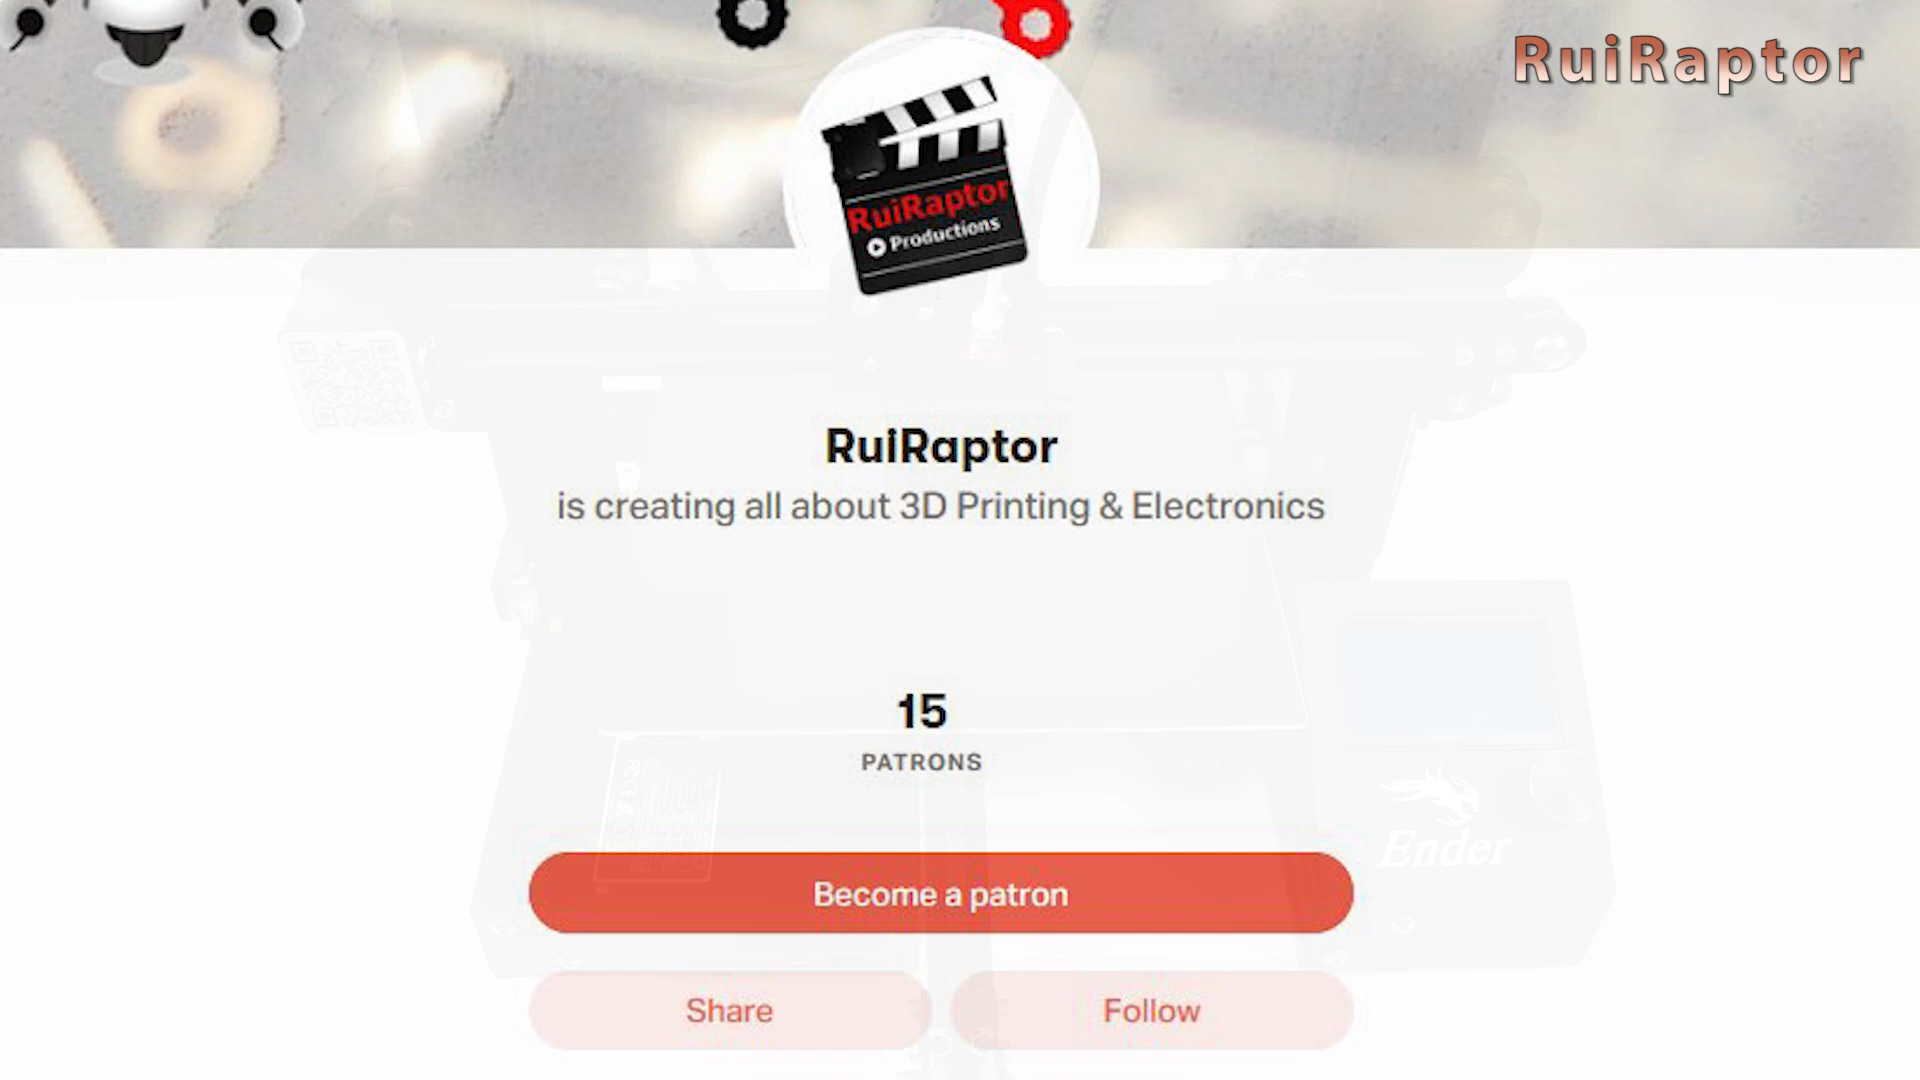 RuiRaptor
RuiRaptor
Productions
RuiRaptor
is creating all about 3D Printing & Electronics
15
PATRONS
Ender
Become a patron
Share
Follow